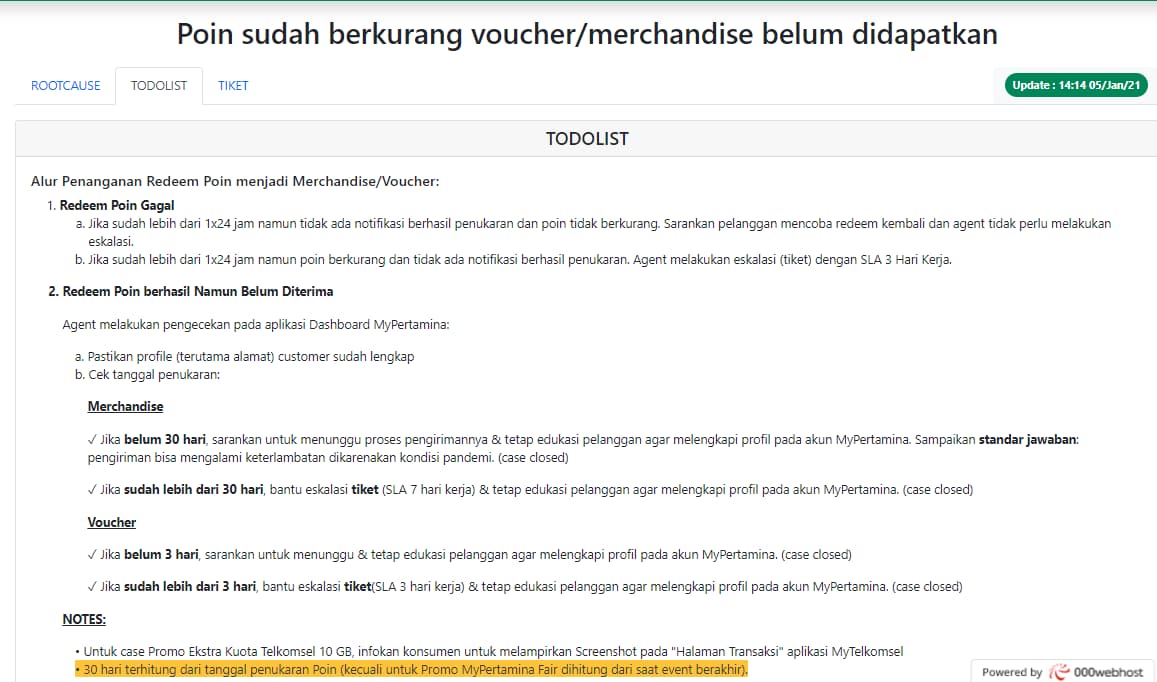 Poin sudah berkurang voucher/merchandise belum didapatkan
ROOTCAUSE
TODOLIST
TIKET
Update : 14:14 05/Jan/21
TODOLIST
Alur Penanganan Redeem Poin menjadi Merchandise/Voucher:
1. Redeem Poin Gagal
a. Jika sudah lebih dari 1x24 jam namun tidak ada notifikasi berhasil penukaran dan poin tidak berkurang. Sarankan pelanggan mencoba redeem kembali dan agent tidak perlu melakukan
eskalasi.
b. Jika sudah lebih dari 1x24 jam namun poin berkurang dan tidak ada notifikasi berhasil penukaran. Agent melakukan eskalasi (tiket) dengan SLA 3 Hari Kerja.
2. Redeem Poin berhasil Namun Belum Diterima
Agent melakukan pengecekan pada aplikasi Dashboard MyPertamina:
a. Pastikan profile (terutama alamat) customer sudah lengkap
b. Cek tanggal penukaran:
Merchandise
✓ Jika belum 30 hari, sarankan untuk menunggu proses pengirimannya & tetap edukasi pelanggan agar melengkapi profil pada akun MyPertamina. Sampaikan standar jawaban:
pengiriman bisa mengalami keterlambatan dikarenakan kondisi pandemi. (case closed)
✓ Jika sudah lebih dari 30 hari, bantu eskalasi tiket (SLA 7 hari kerja) & tetap edukasi pelanggan agar melengkapi profil pada akun MyPertamina. (case closed)
Voucher
✓ Jika belum 3 hari, sarankan untuk menunggu & tetap edukasi pelanggan agar melengkapi profil pada akun MyPertamina. (case closed)
✓ Jika sudah lebih dari 3 hari, bantu eskalasi tiket(SLA 3 hari kerja) & tetap edukasi pelanggan agar melengkapi profil pada akun MyPertamina. (case closed)
NOTES:
• Untuk case Promo Ekstra Kuota Telkomsel 10 GB, infokan konsumen untuk melampirkan Screenshot pada "Halaman Transaksi" aplikasi MyTelkomsel
• 30 hari terhitung dari tanggal penukaran Poin (kecuali untuk Promo MyPertamina Fair dihitung dari saat event berakhir).
Powered by 000webhost